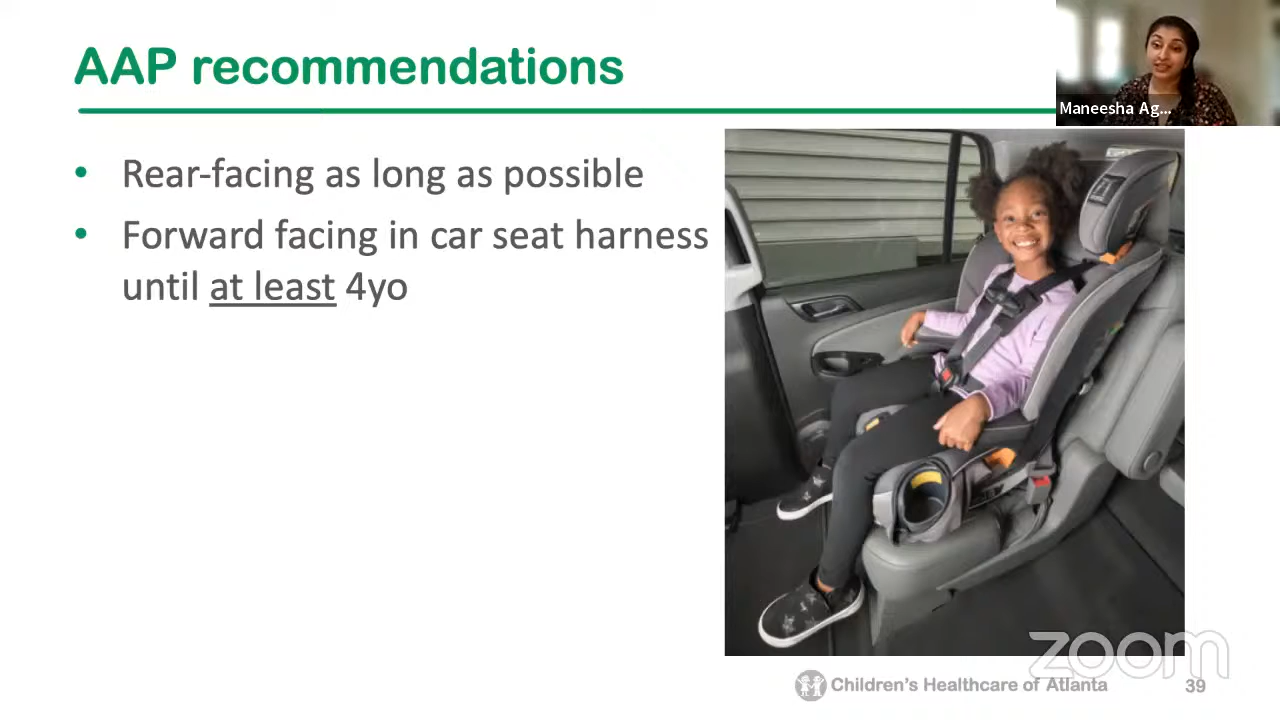 AAP recommendations
Maneesha Ag...
• Rear-facing as long as possible
• Forward facing in car seat harness
until at least 4yo
zoom
Children's Healthcare of Atlanta
39